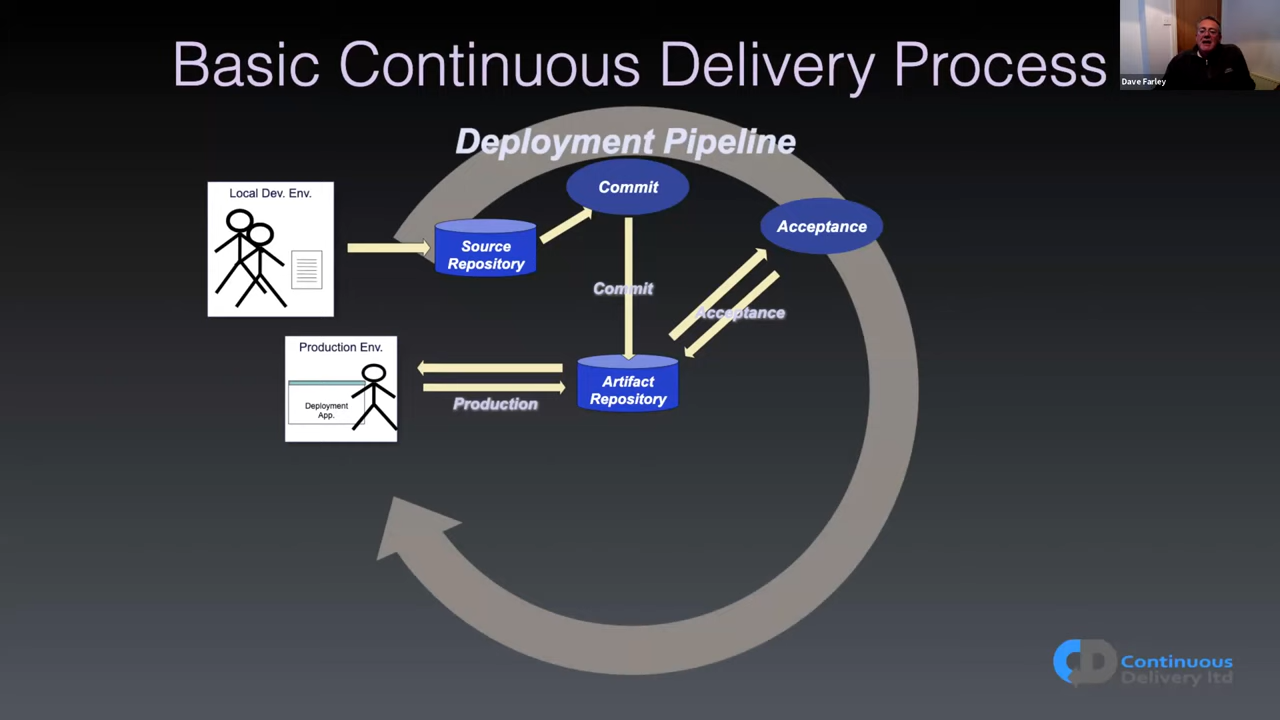 Basic Continuous Delivery Process
Dave Farley
Deployment Pipeline
Local Dev. Env.
Commit
Source
Repository
Acceptance
Commit
Acceptance
Production Env.
Deployment
App.
Production
Artifact
Repository
CD
Continuous
Delivery ltd